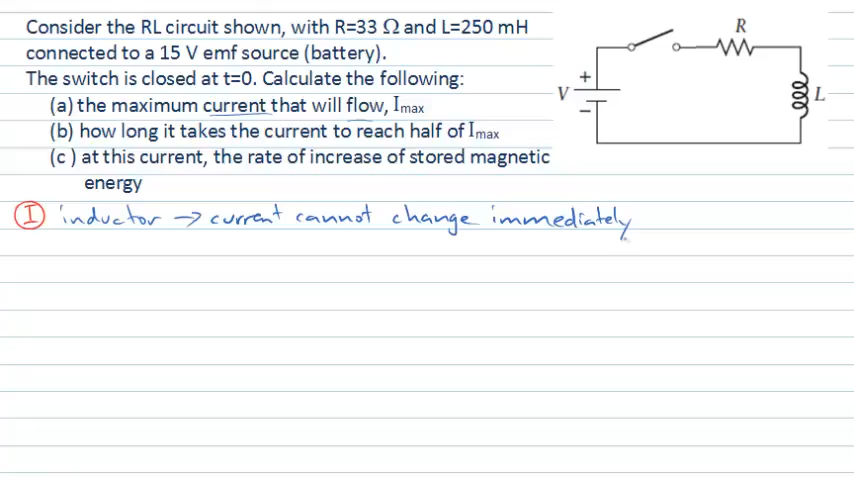 Consider the RL circuit shown, with R=33 Ω and L=250 mH
connected to a 15 V emf source (battery).
The switch is closed at t=0. Calculate the following:
(a) the maximum current that will flow, Imax
(b) how long it takes the current to reach half of Imax
(c ) at this current, the rate of increase of stored magnetic
energy
R
+
V
L
−
I inductor → current cannot change immediately